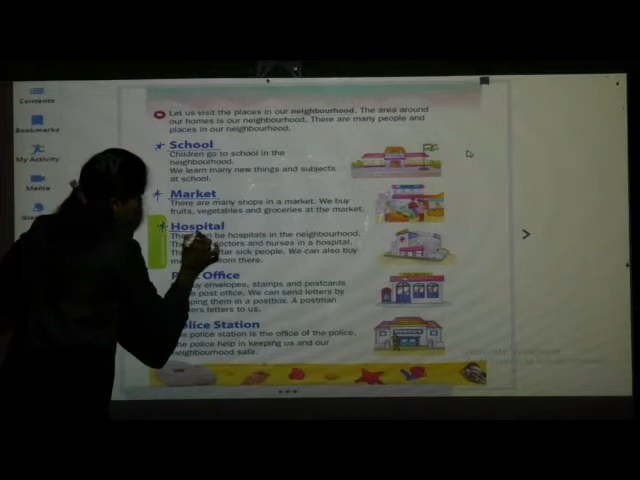 Contents
Bookmarks
My Activity
Media
Let us visit the places in our neighbourhood. The area around
our homes is our neighbourhood. There are many people and
places in our neighbourhood.
School
Children go to school in the
neighbourhood.
We learn many new things and subjects
at school.
Market
There are many shops in a market. We buy
fruits, vegetables and groceries at the market.
Hospital
be hospitals in the neighbourhood.
doctors and nurses in a hospital.
sick people. We can also buy
from there.
Office
envelopes, stamps and postcards
post office. We can send letters by
them in a postbox. A postman
letters to us.
Police Station
police station is the office of the police.
police help in keeping us and our
neighbourhood safe.